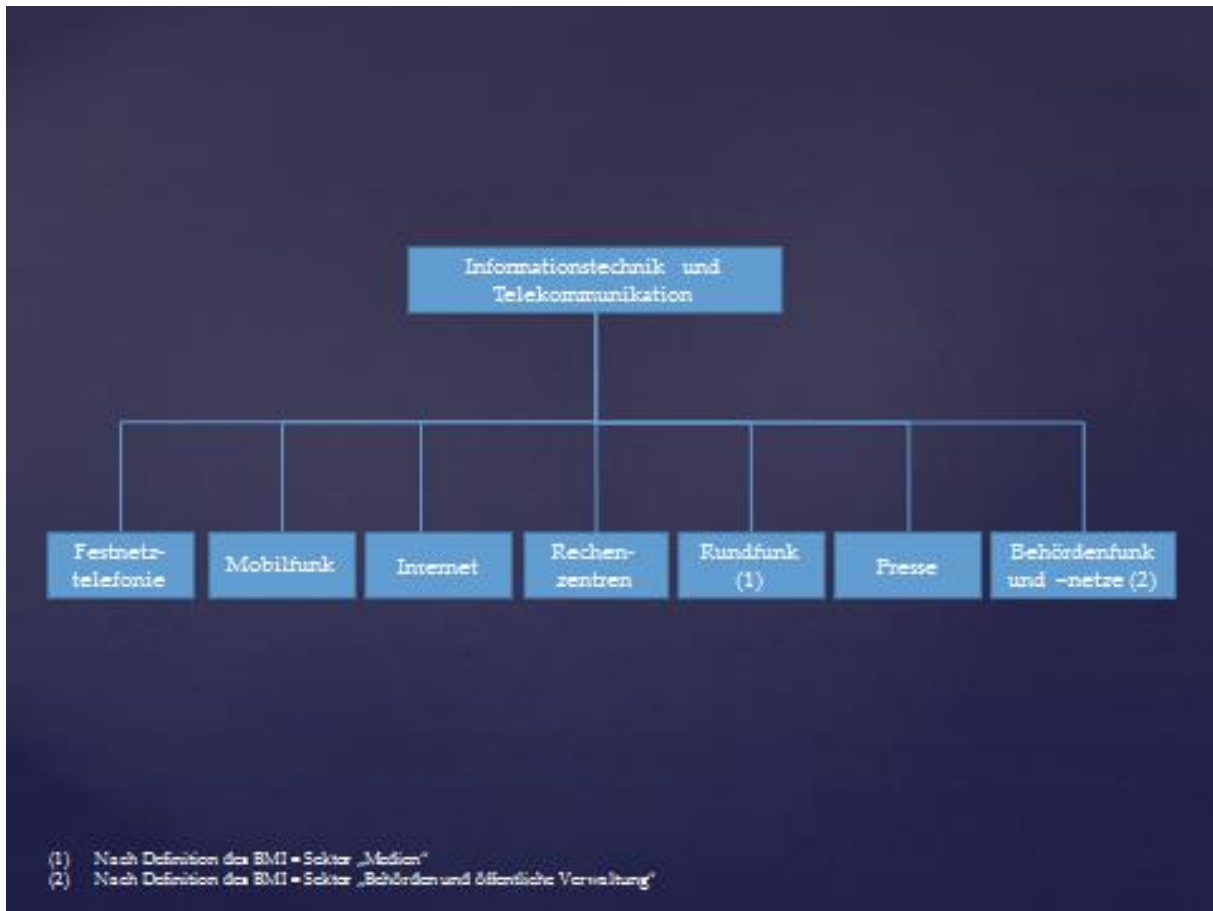 Informationstechnik und
Telekommunikation
Festnetz-
telefonie
Mobilfunk
Internet
Rechen-
zentren
Rundfunk
(1)
Presse
Behördenfunk
und –netze (2)
(1) Nach Definition des BMI = Sektor „Medien“
(2) Nach Definition des BMI = Sektor „Behörden und öffentliche Verwaltung“